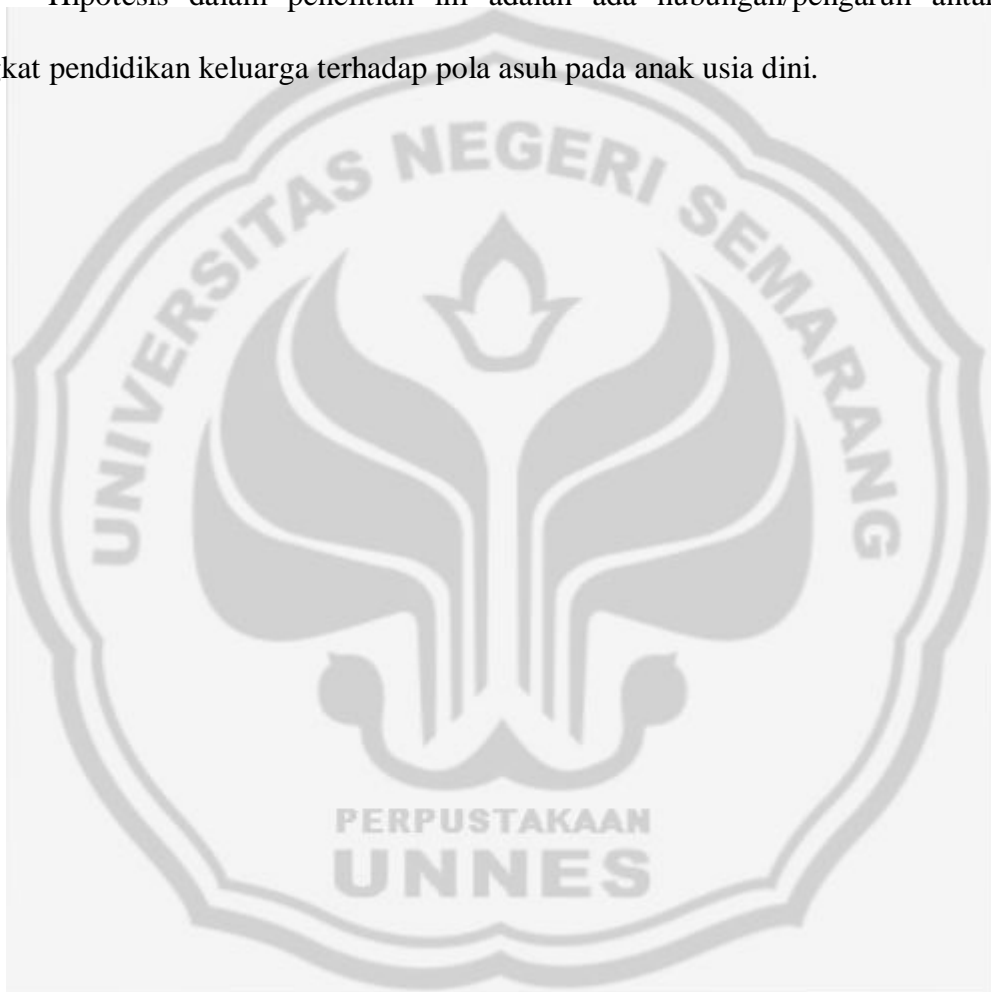 Hipotesis dalam penelitian ini adalah ada hubungan/pengaruh
kat pendidikan keluarga terhadap pola asuh pada anak usia dini.
UNIVERSITAS NEGERI SEMARANG
PERPUSTAKAAN
UNNES